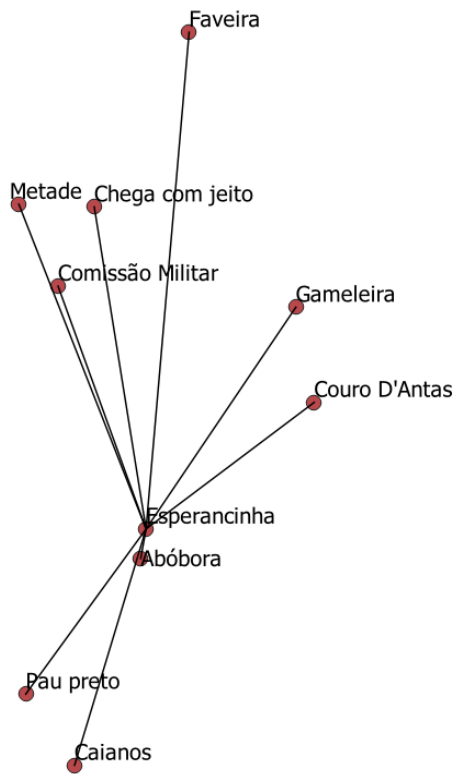 Faveira
Metade
Chega com jeito
Comissão Militar
Gameleira
Couro D'Antas
Esperancinha
Abóbora
Pau preto
Caianos